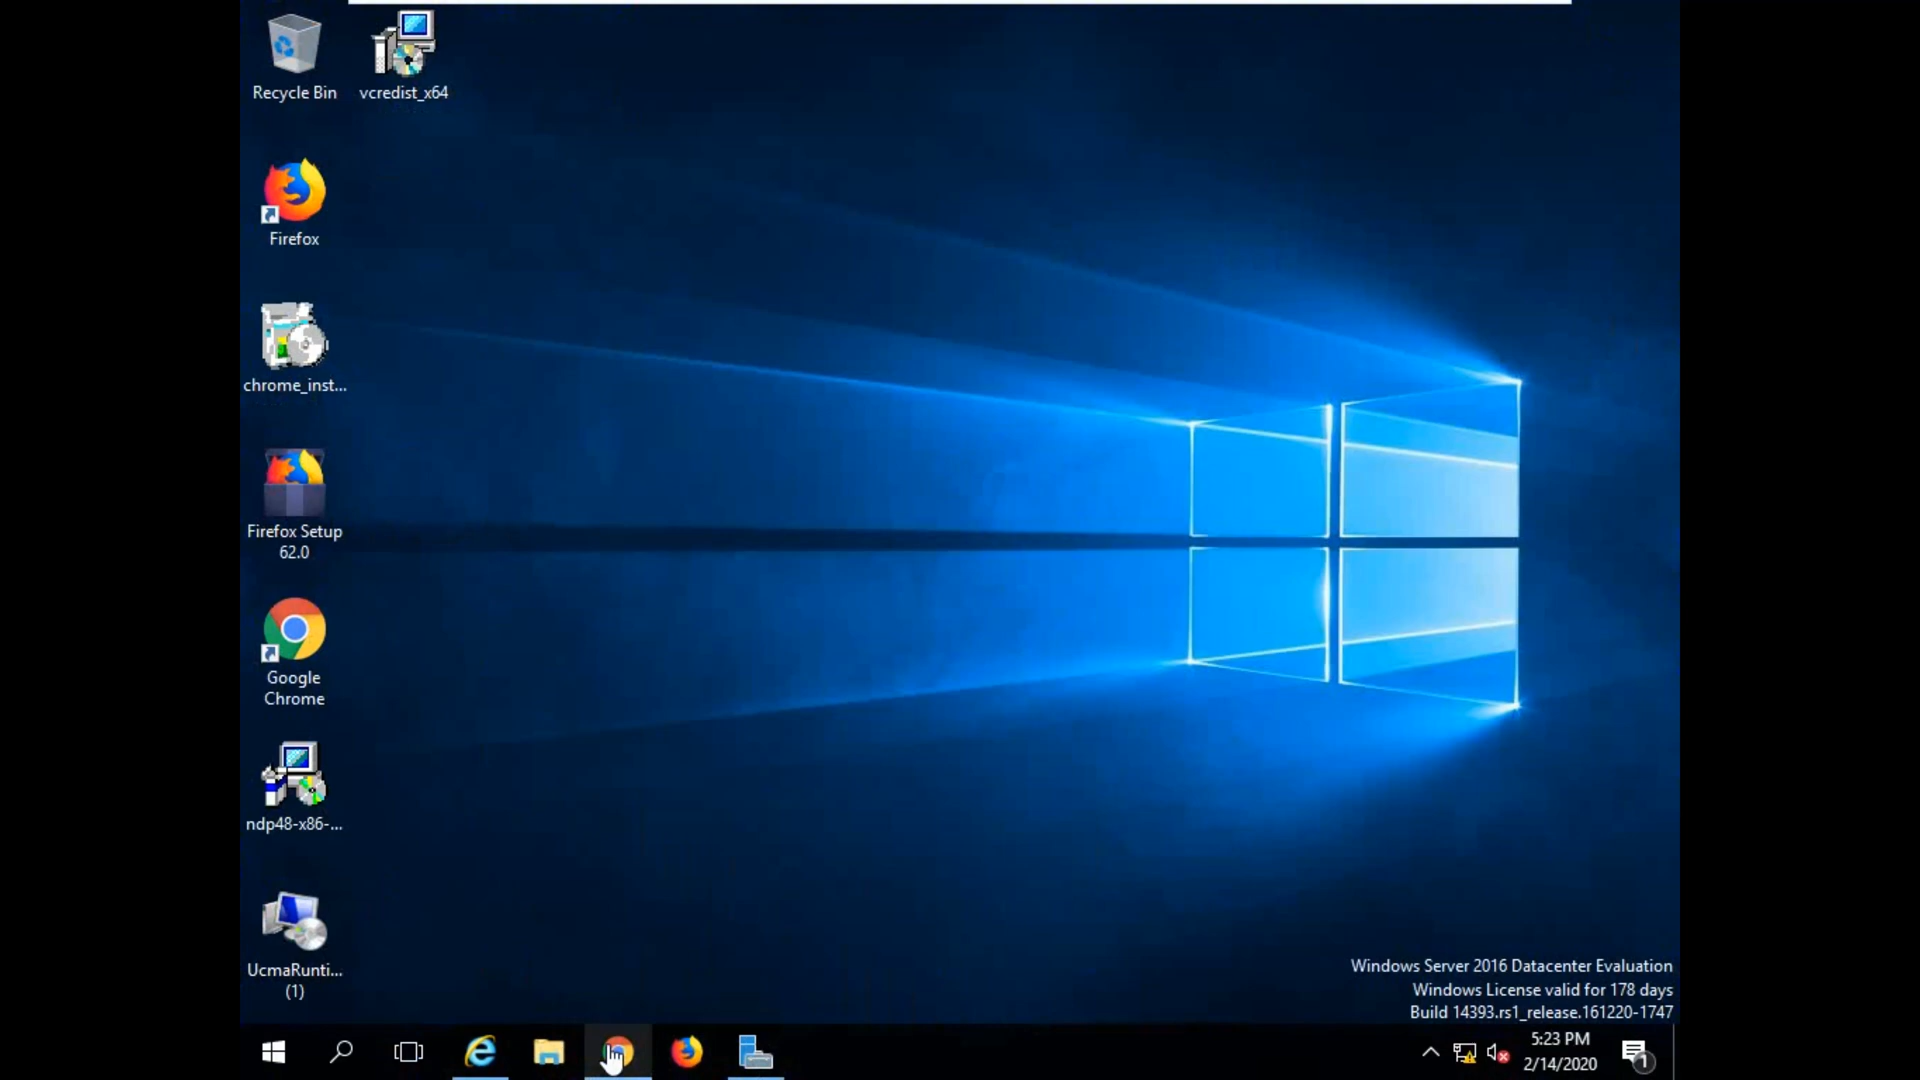 Recycle Bin
vcredist_x64
Firefox
chrome_inst...
Firefox Setup
62.0
Google
Chrome
ndp48-x86-...
UcmaRunti...
(1)
Windows Server 2016 Datacenter Evaluation
Windows License valid for 178 days
Build 14393.rs1_release.161220-1747
5:23 PM
2/14/2020
1